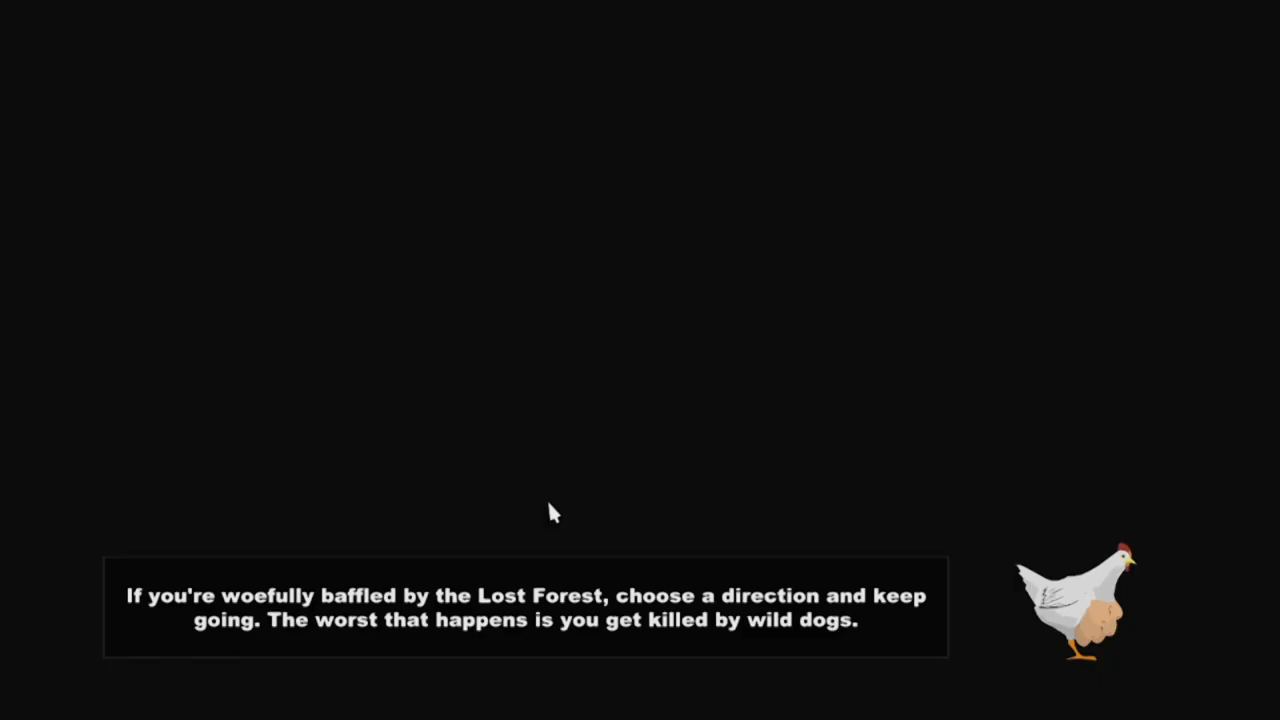 If you're woefully baffled by the Lost Forest, choose a direction and keep
going. The worst that happens is you get killed by wild dogs.